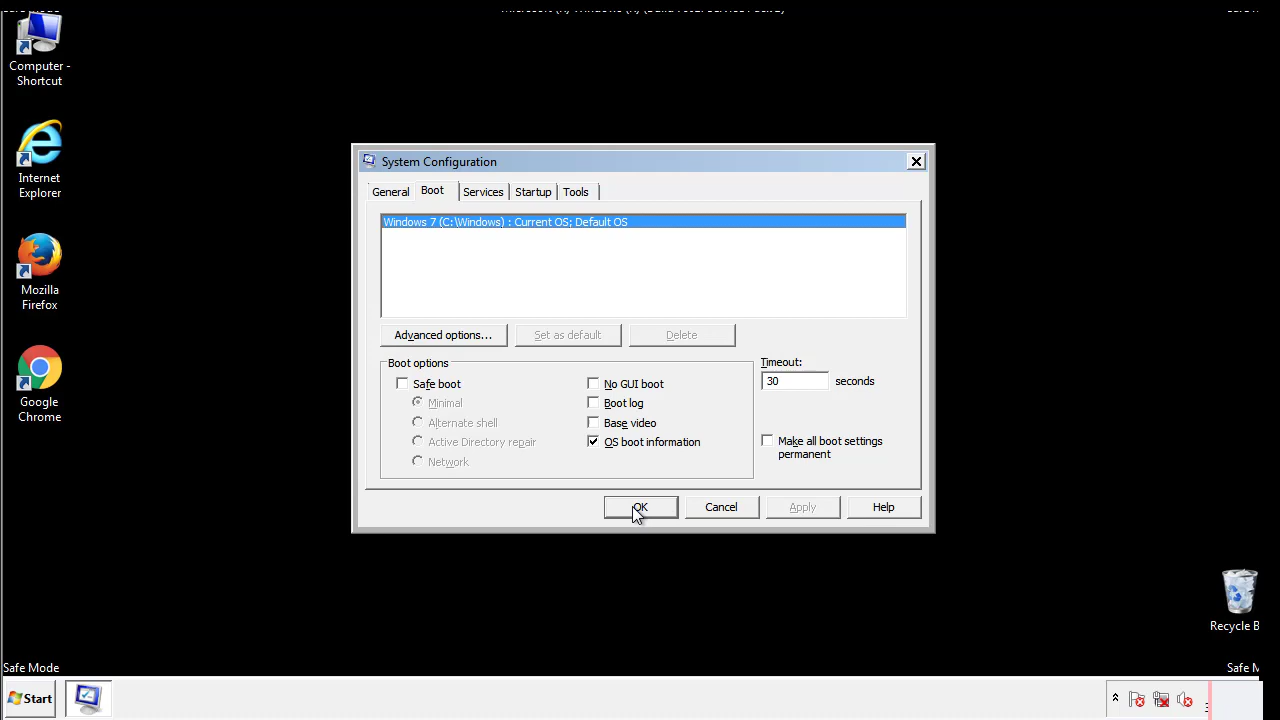 Computer -
Shortcut
Internet
Explorer
Mozilla
Firefox
Google
Chrome
System Configuration
General
Boot
Services
Startup
Tools
Windows 7 (C:\Windows) : Current OS; Default OS
Advanced options...
Set as default
Delete
Boot options
Safe boot
Minimal
Alternate shell
Active Directory repair
Network
No GUI boot
Boot log
Base video
OS boot information
Timeout:
30 seconds
Make all boot settings
permanent
OK
Cancel
Apply
Help
Recycle B
Safe Mode
Safe M
Start